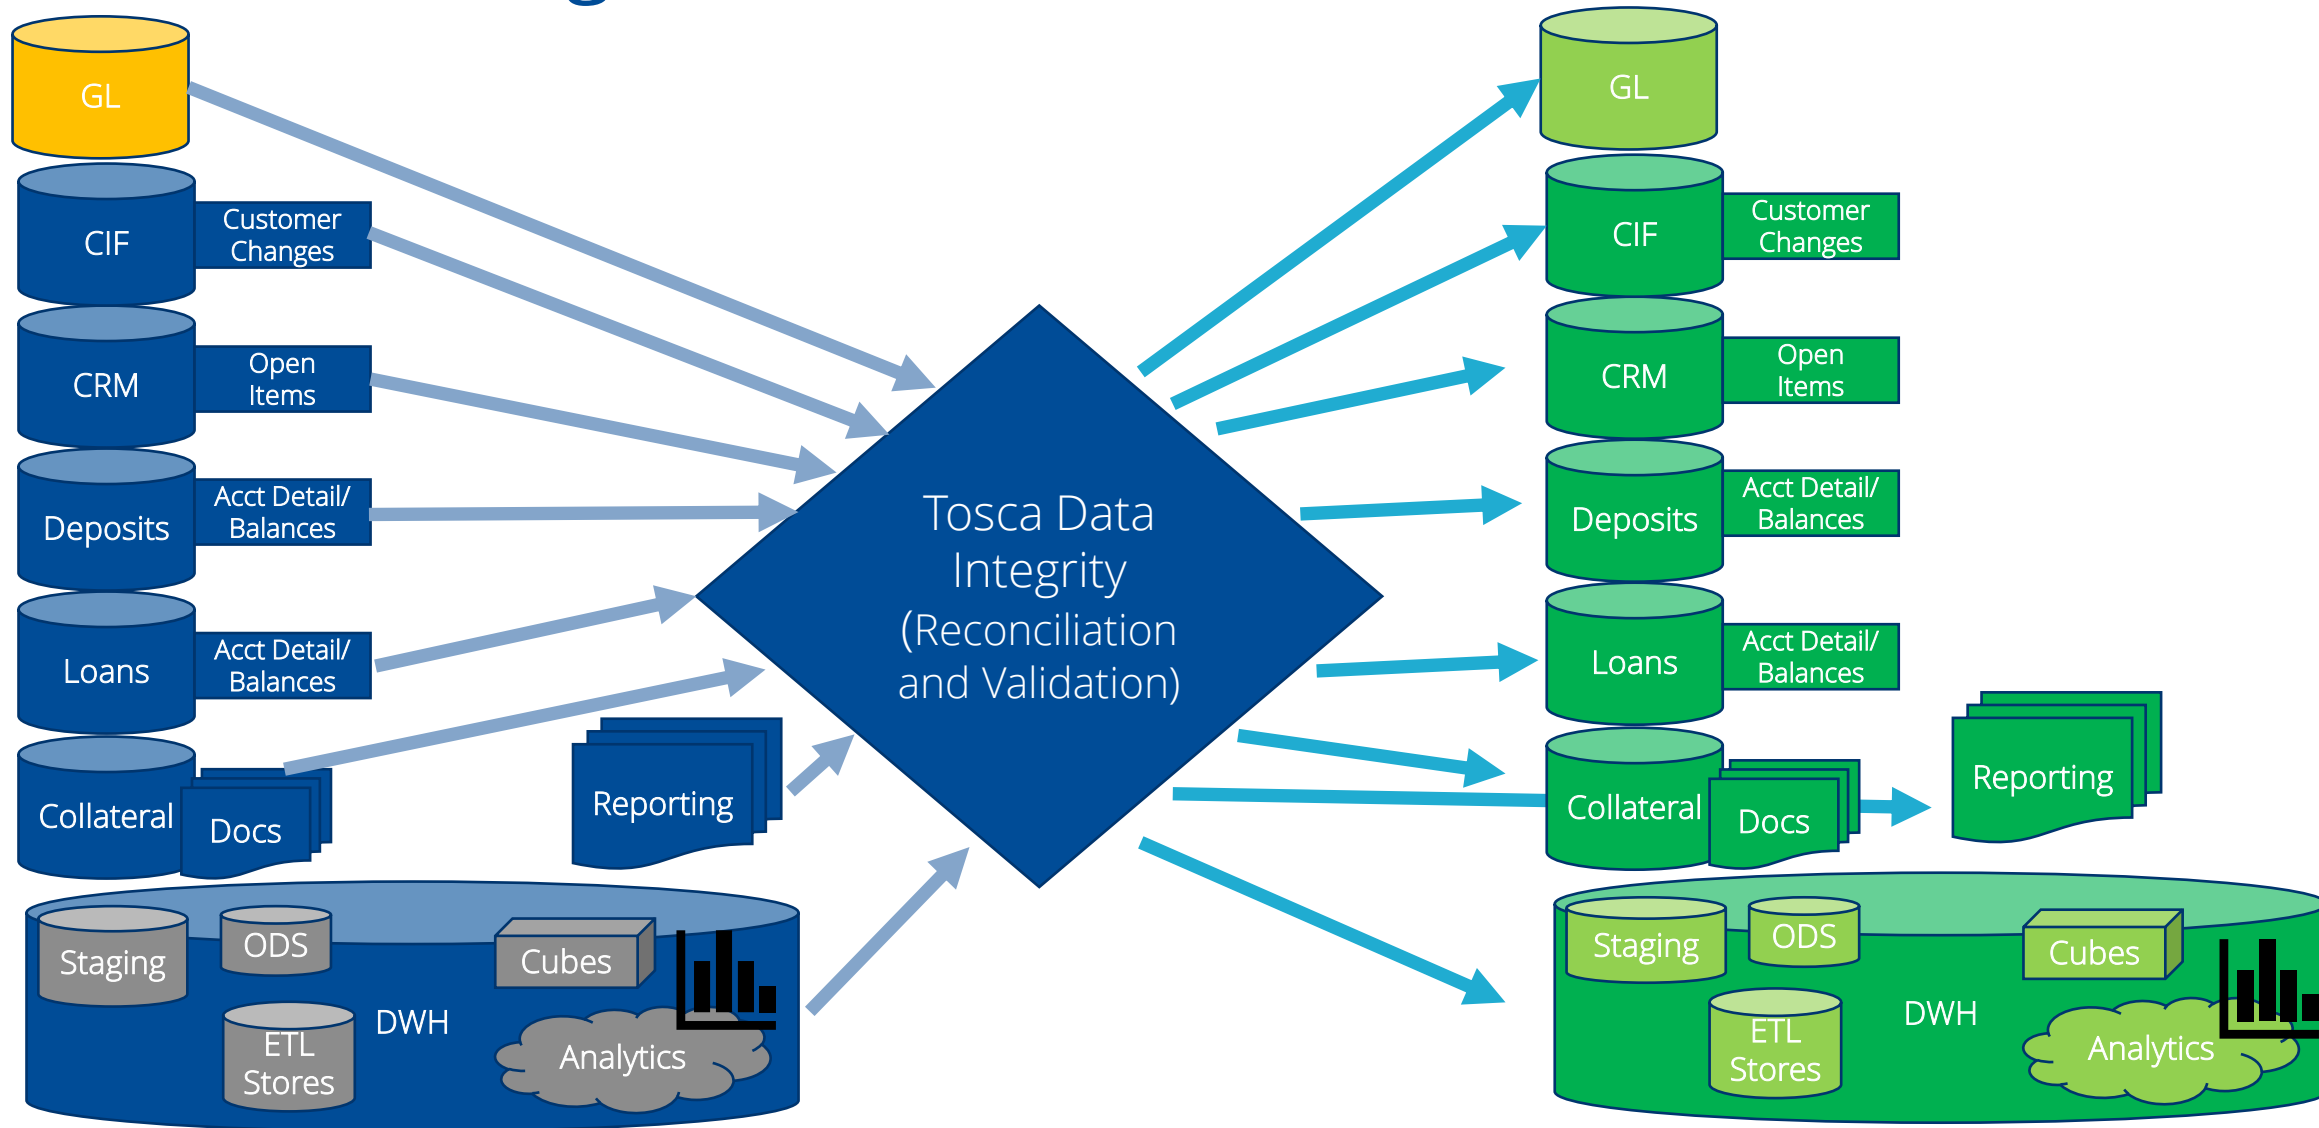 GL
CIF
Customer
Changes
CRM
Open
Items
Deposits
Acct Detail/
Balances
Loans
Acct Detail/
Balances
Collateral
Docs
Reporting
Staging
ODS
Cubes
DWH
ETL
Stores
Analytics
Tosca Data
Integrity
(Reconciliation
and Validation)
GL
CIF
Customer
Changes
CRM
Open
Items
Deposits
Acct Detail/
Balances
Loans
Acct Detail/
Balances
Collateral
Docs
Reporting
Staging
ODS
Cubes
DWH
ETL
Stores
Analytics